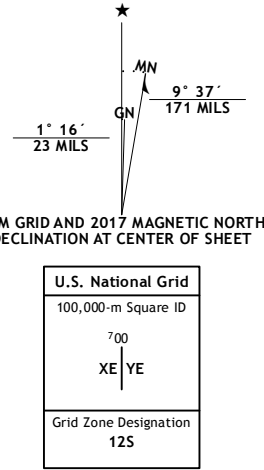 MN
GN
1° 16´
23 MILS
9° 37´
171 MILS
M GRID AND 2017 MAGNETIC NORTH
DECLINATION AT CENTER OF SHEET
U.S. National Grid
100,000-m Square ID
700
XE YE
Grid Zone Designation
12S